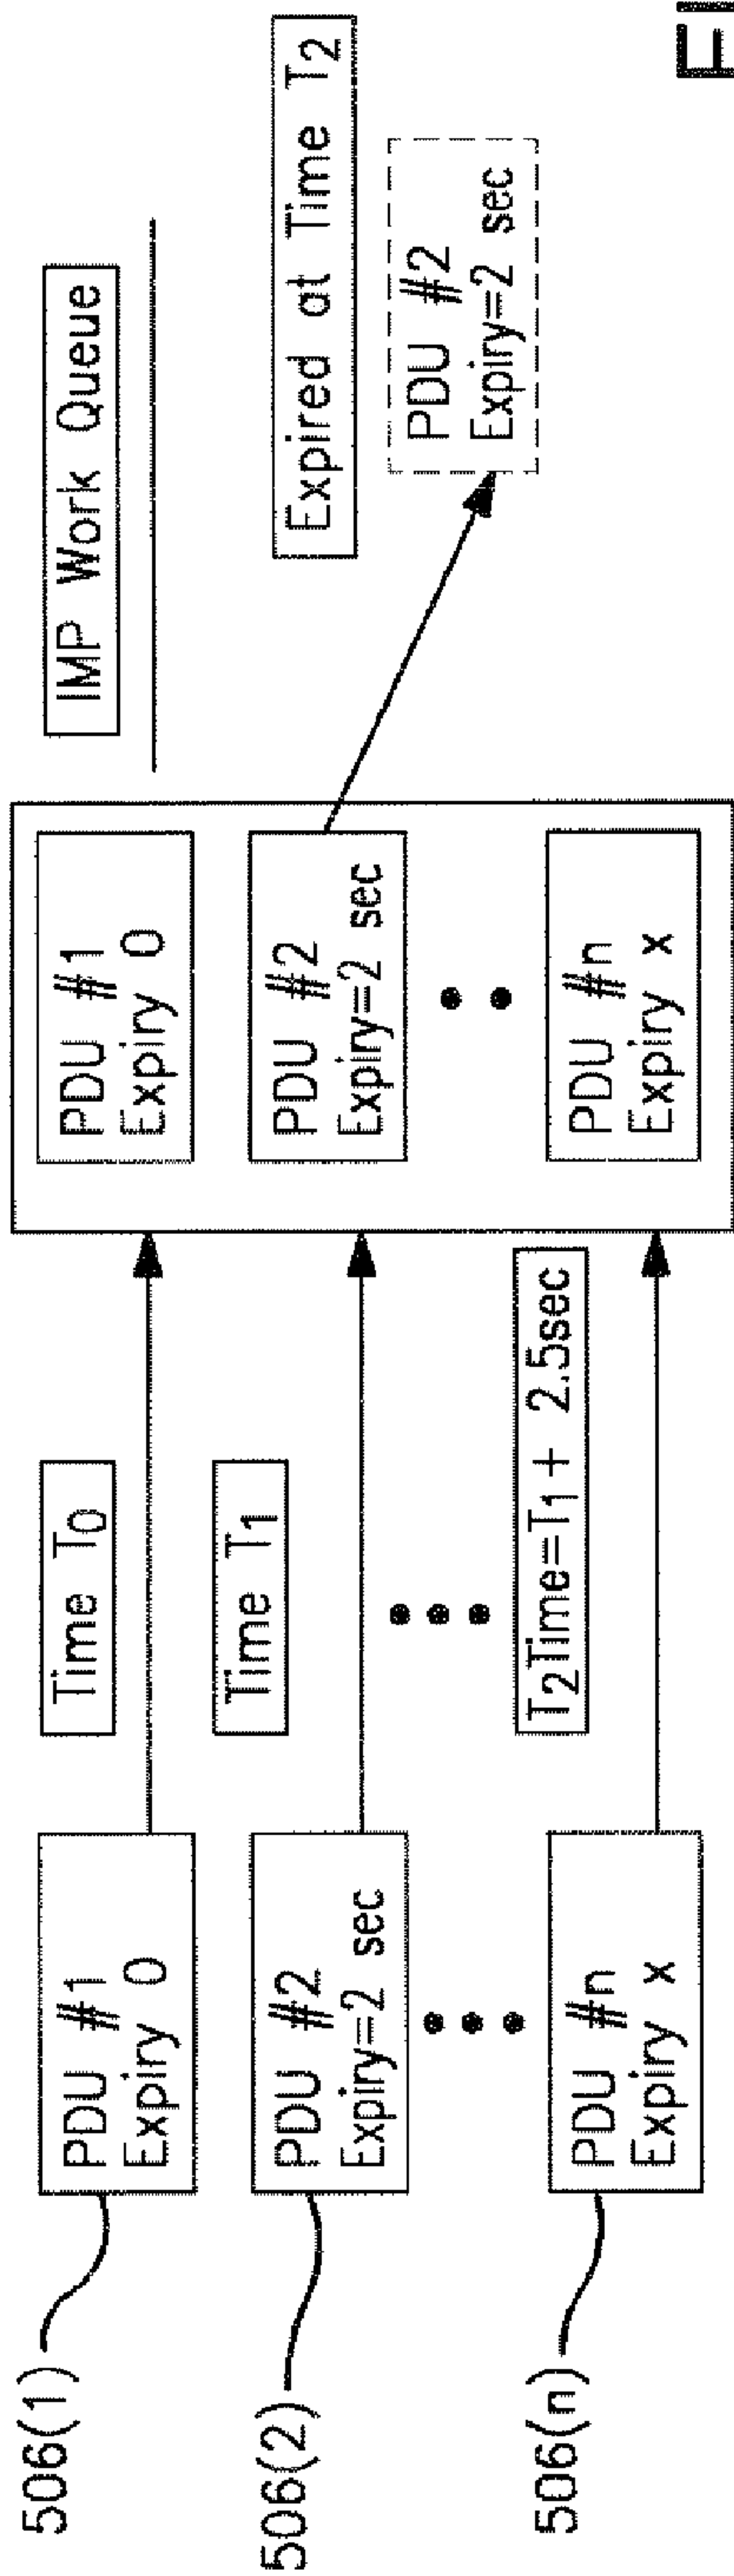 506(1)
PDU #1
Expiry 0
Time T0
PDU #1
Expiry 0
IMP Work Queue
506(2)
PDU #2
Expiry=2 sec
Time T1
PDU #2
Expiry=2 sec
Expired at Time T2
PDU #2
Expiry=2 sec
506(n)
PDU #n
Expiry x
T2Time=T1 + 2.5sec
PDU #n
Expiry x